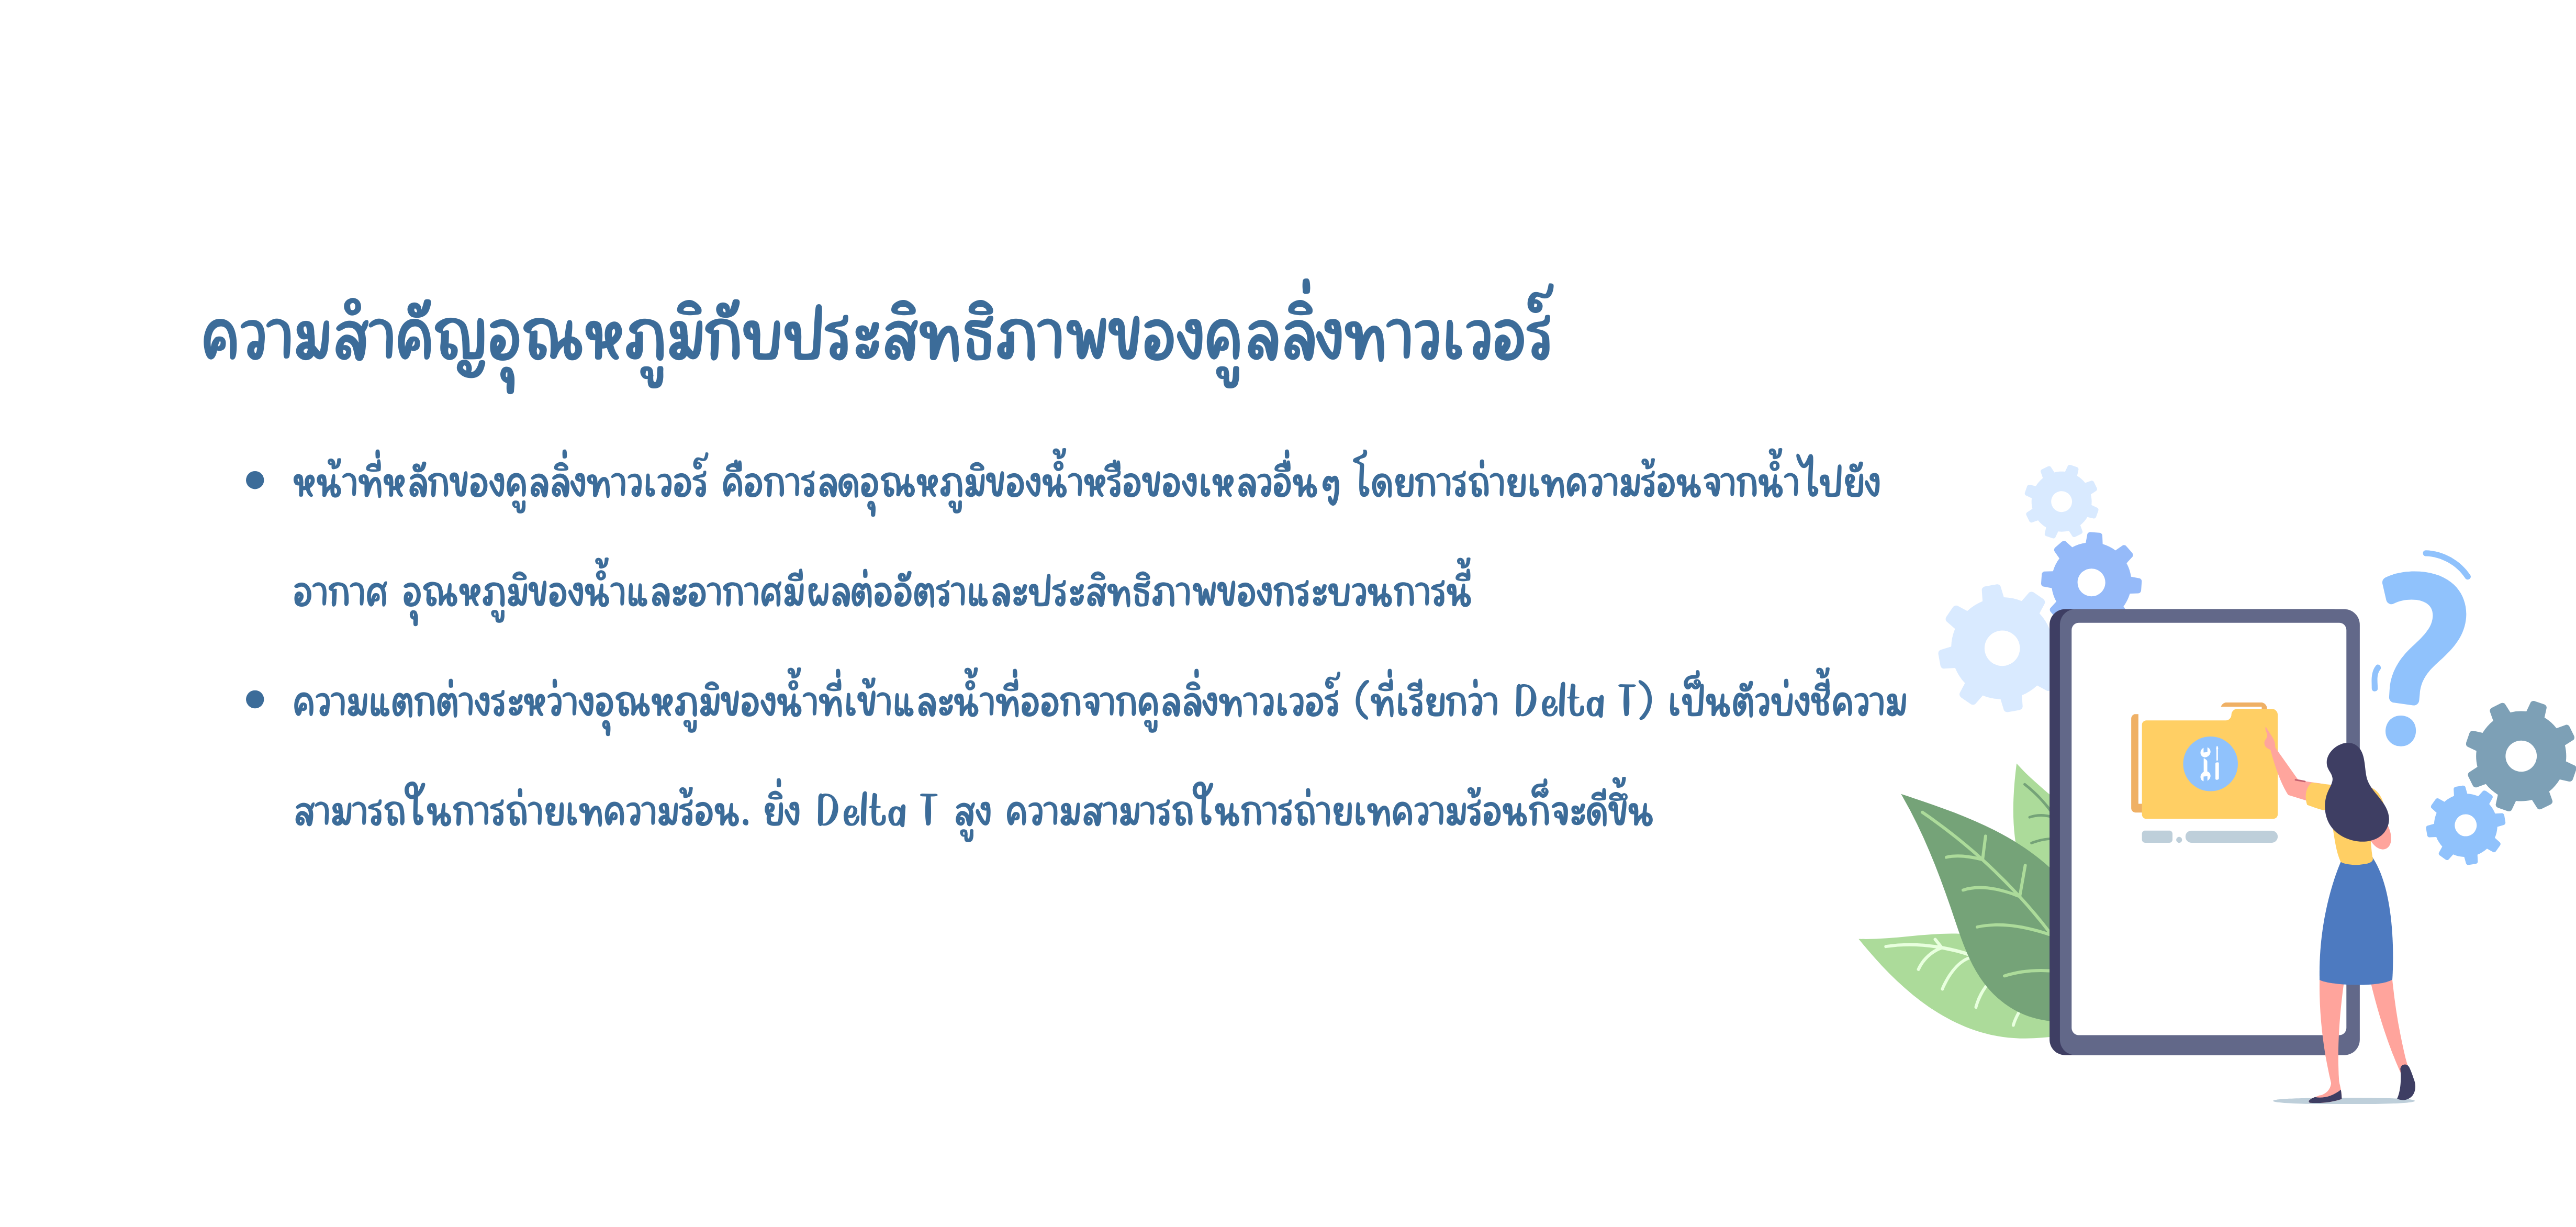 ความสำคัญอุณหภูมิกับประสิทธิภาพของคูลลิ่งทาวเวอร์
• หน้าที่หลักของคูลลิ่งทาวเวอร์ คือการลดอุณหภูมิของน้ำหรือของเหลวอื่นๆ โดยการถ่ายเทความร้อนจากน้ำไปยัง
อากาศ อุณหภูมิของน้ำและอากาศมีผลต่ออัตราและประสิทธิภาพของกระบวนการนี้
• ความแตกต่างระหว่างอุณหภูมิของน้ำที่เข้าและน้ำที่ออกจากคูลลิ่งทาวเวอร์ (ที่เรียกว่า Delta T) เป็นตัวบ่งชี้ความ
สามารถในการถ่ายเทความร้อน. ยิ่ง Delta T สูง ความสามารถในการถ่ายเทความร้อนก็จะดีขึ้น